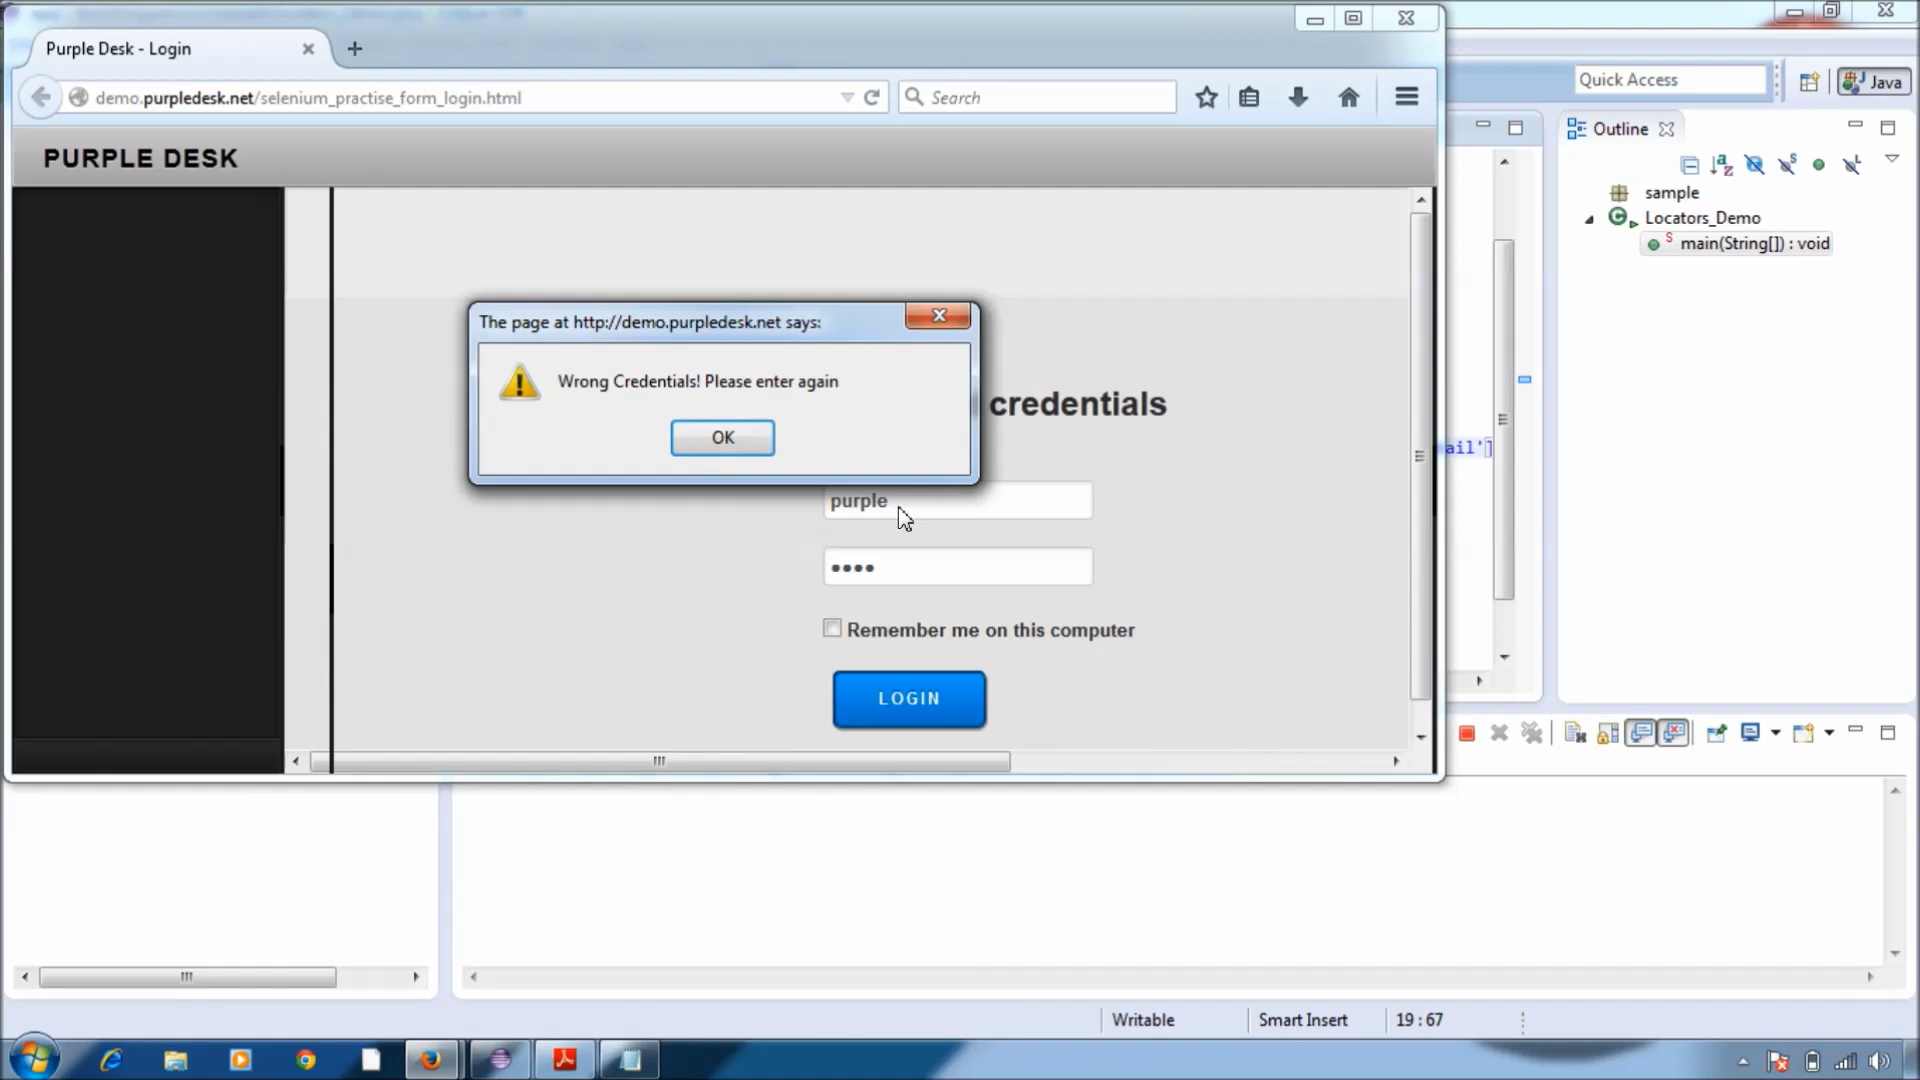 Purple Desk - Login
demo.purpledesk.net/selenium_practise_form_login.html
Search
Quick Access
Java
PURPLE DESK
Outline
sample
Locators_Demo
S main(String[]) : void
The page at http://demo.purpledesk.net says:
Wrong Credentials! Please enter again
OK
credentials
ail']
purple
••••
Remember me on this computer
LOGIN
Writable
Smart Insert
19 : 67